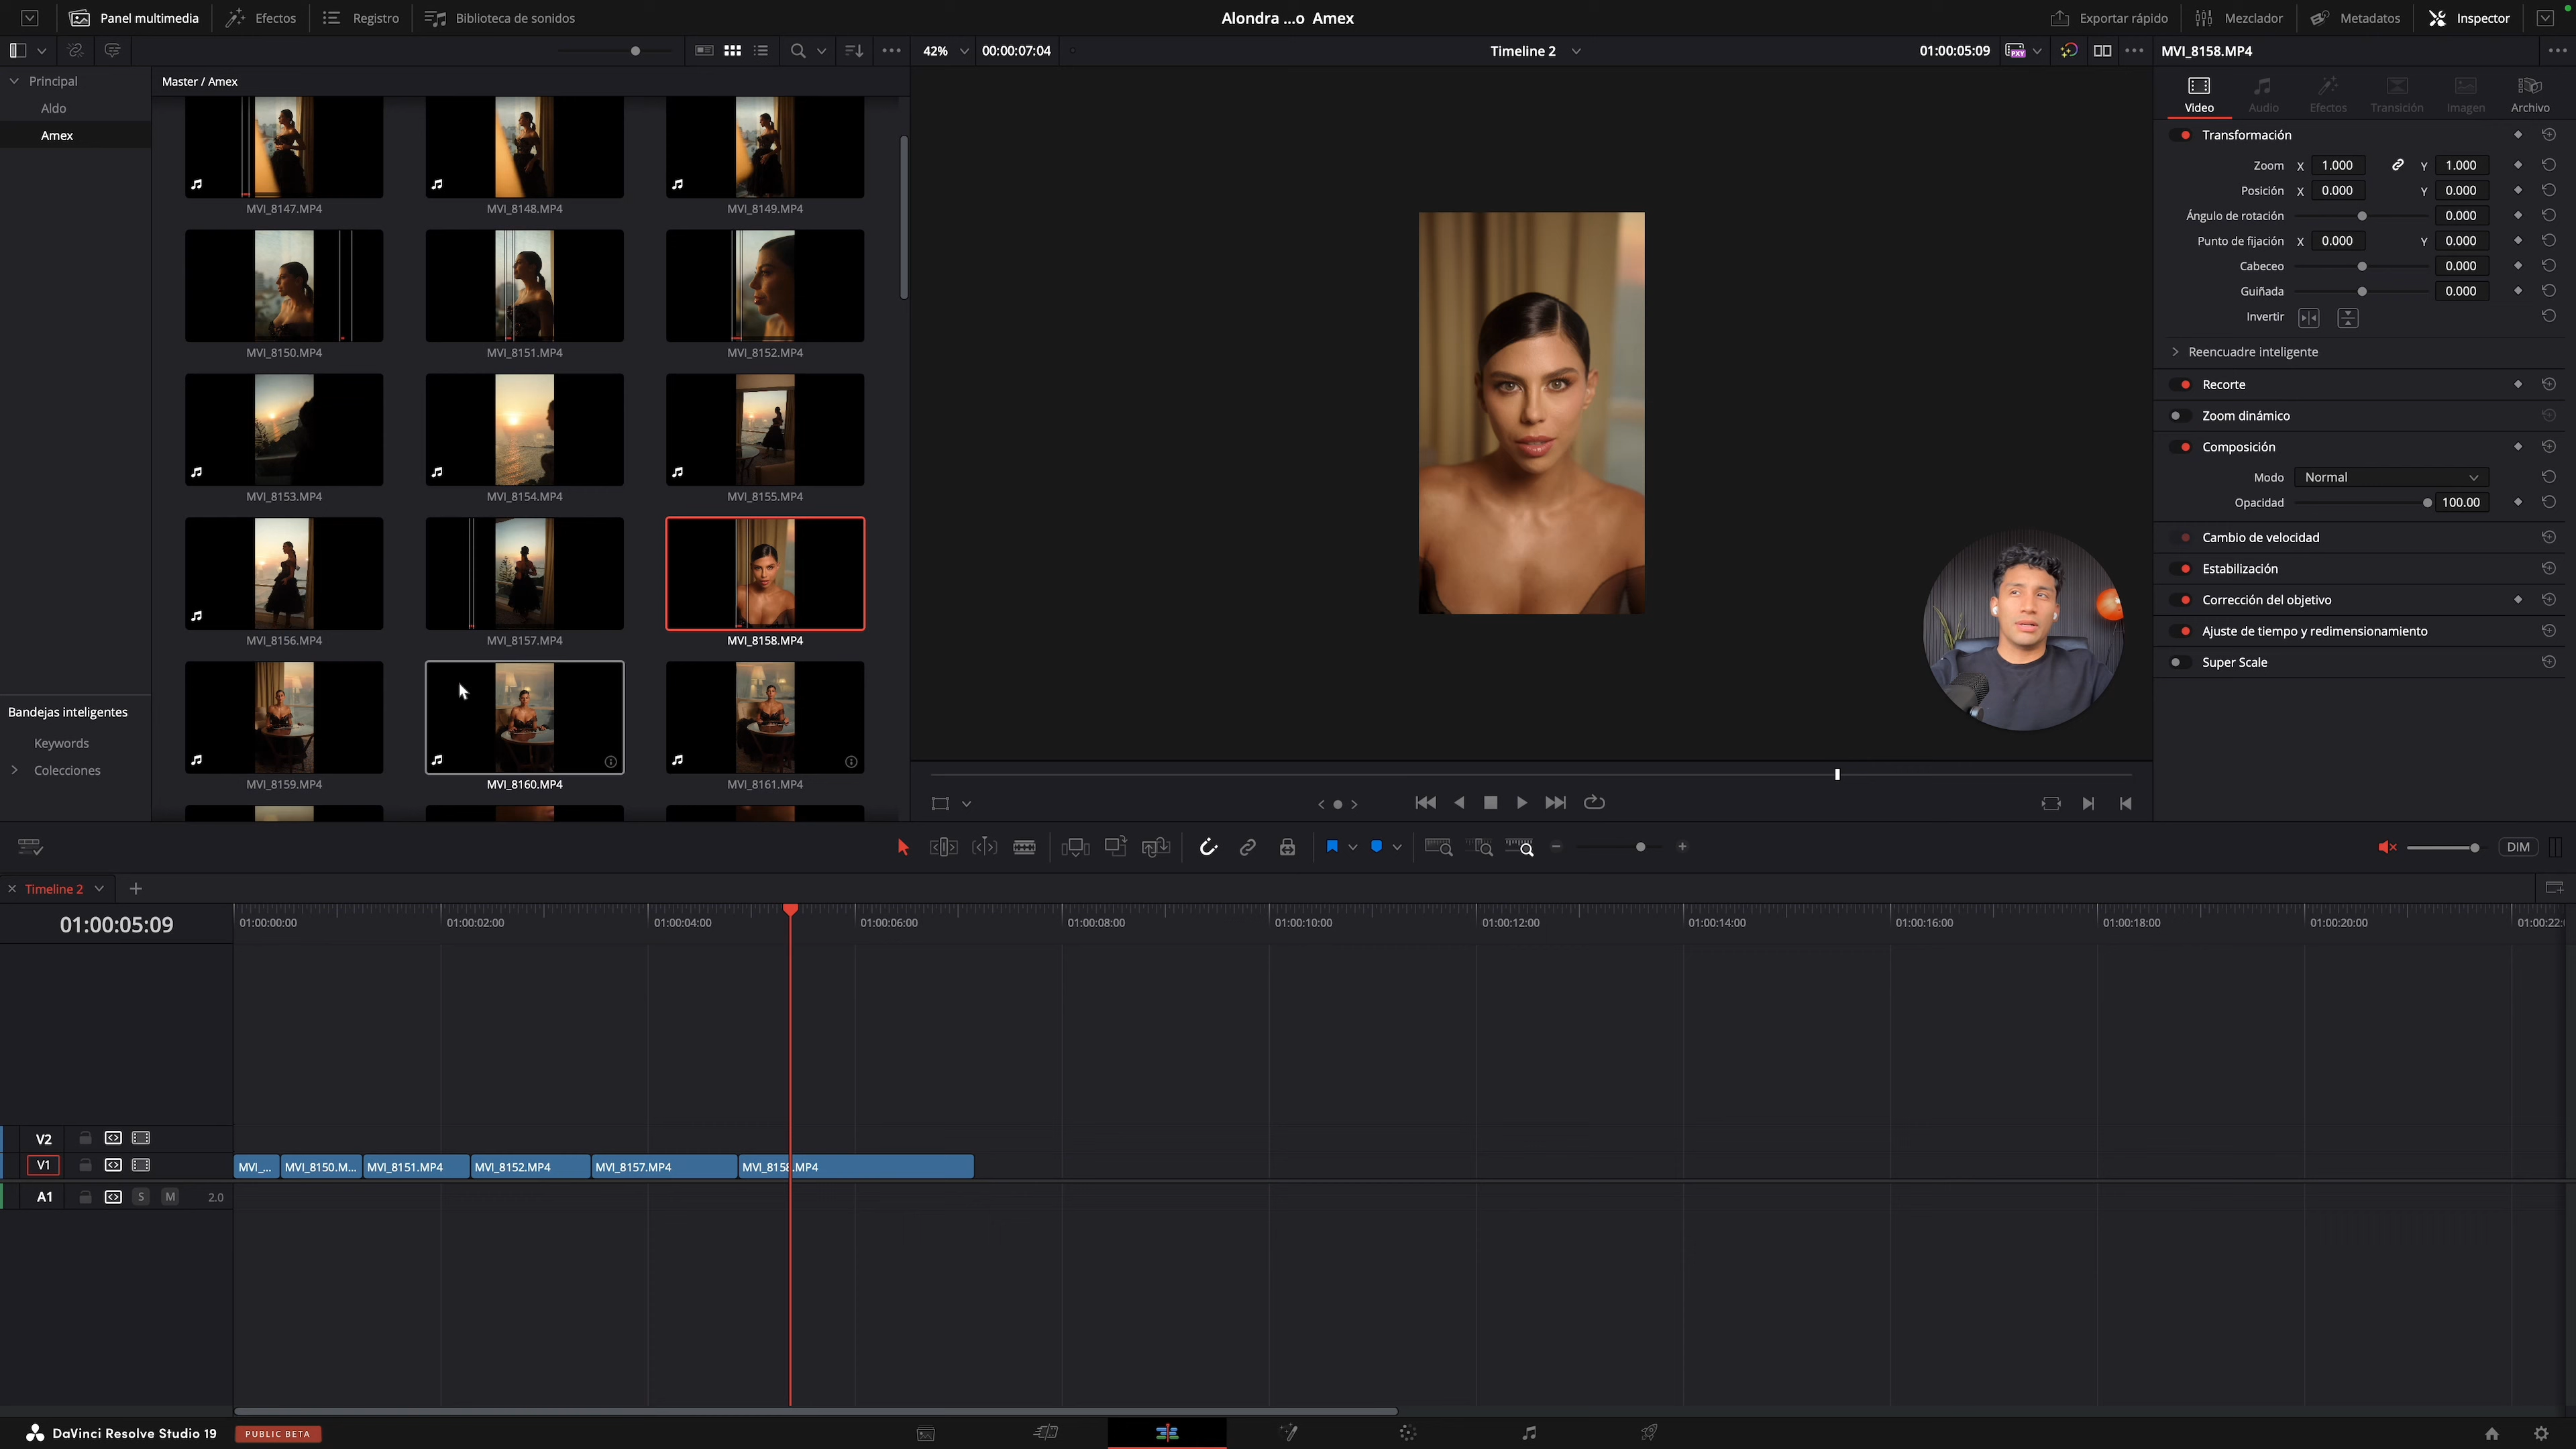 Panel multimedia
Efectos
Registro
Biblioteca de sonidos
Alondra ...o Amex
Exportar rápido
Mezclador
Metadatos
Inspector
42%
00:00:07:04
Timeline 2
01:00:05:09
PXY
MVI_8158.MP4
Principal
Aldo
Amex
Master / Amex
MVI_8147.MP4
MVI_8148.MP4
MVI_8149.MP4
MVI_8150.MP4
MVI_8151.MP4
MVI_8152.MP4
MVI_8153.MP4
MVI_8154.MP4
MVI_8155.MP4
MVI_8156.MP4
MVI_8157.MP4
MVI_8158.MP4
MVI_8159.MP4
MVI_8160.MP4
MVI_8161.MP4
Bandejas inteligentes
Keywords
Colecciones
Video
Audio
Efectos
Transición
Imagen
Archivo
Transformación
Zoom X 1.000 Y 1.000
Posición X 0.000 Y 0.000
Ángulo de rotación 0.000
Punto de fijación X 0.000 Y 0.000
Cabeceo 0.000
Guiñada 0.000
Invertir
Reencuadre inteligente
Recorte
Zoom dinámico
Composición
Modo Normal
Opacidad 100.00
Cambio de velocidad
Estabilización
Corrección del objetivo
Ajuste de tiempo y redimensionamiento
Super Scale
DIM
Timeline 2
01:00:05:09
01:00:00:00
01:00:02:00
01:00:04:00
01:00:06:00
01:00:08:00
01:00:10:00
01:00:12:00
01:00:14:00
01:00:16:00
01:00:18:00
01:00:20:00
01:00:22:
V2
V1
MVI_...
MVI_8150.M...
MVI_8151.MP4
MVI_8152.MP4
MVI_8157.MP4
MVI_8158.MP4
A1
S
M
2.0
DaVinci Resolve Studio 19
PUBLIC BETA